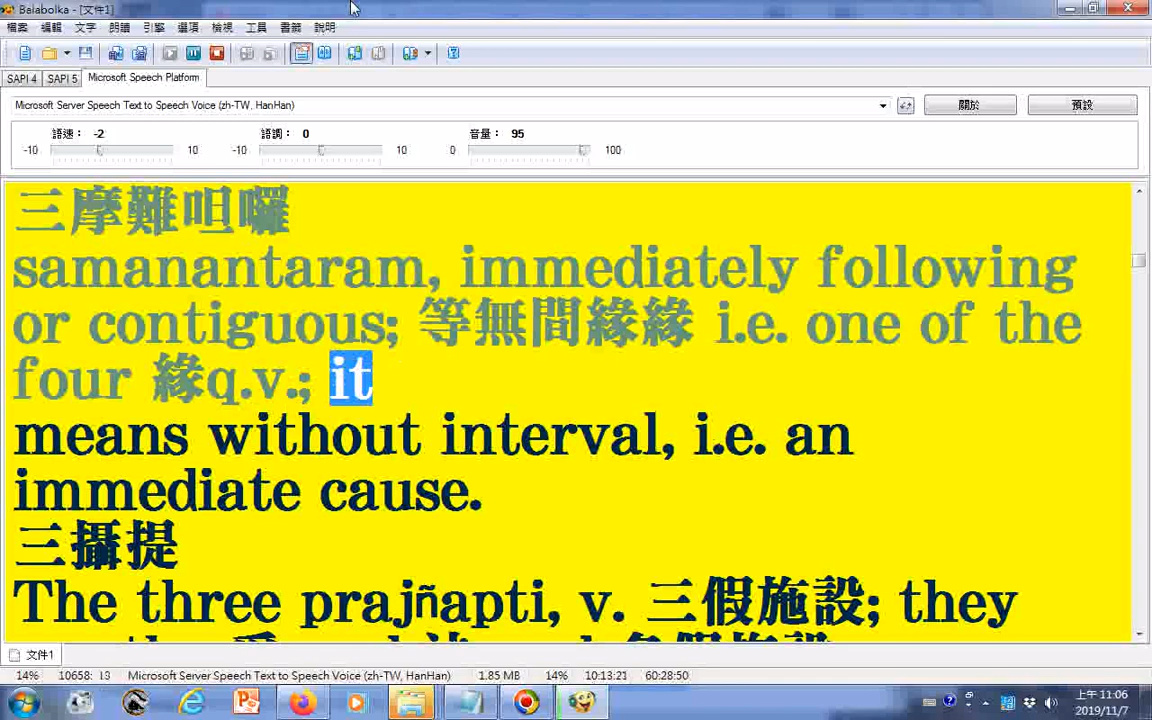 Balabolka - [文件1]
檔案 編輯 文字 朗讀 引擎 選項 檢視 工具 書籤 說明
SAPI 4 SAPI 5 Microsoft Speech Platform
Microsoft Server Speech Text to Speech Voice (zh-TW, HanHan) 關於 預設
語速： -2 語調： 0 音量： 95
-10 10 -10 10 0 100
三摩難呾囉
samanantaram, immediately following
or contiguous; 等無間緣緣 i.e. one of the
four 緣q.v.; it
means without interval, i.e. an
immediate cause.
三攝提
The three prajñapti, v. 三假施設; they
文件1
14% 10658: 13 Microsoft Server Speech Text to Speech Voice (zh-TW, HanHan) 1.85 MB 14% 10:13:21 60:28:50
上午 11:06
2019/11/7